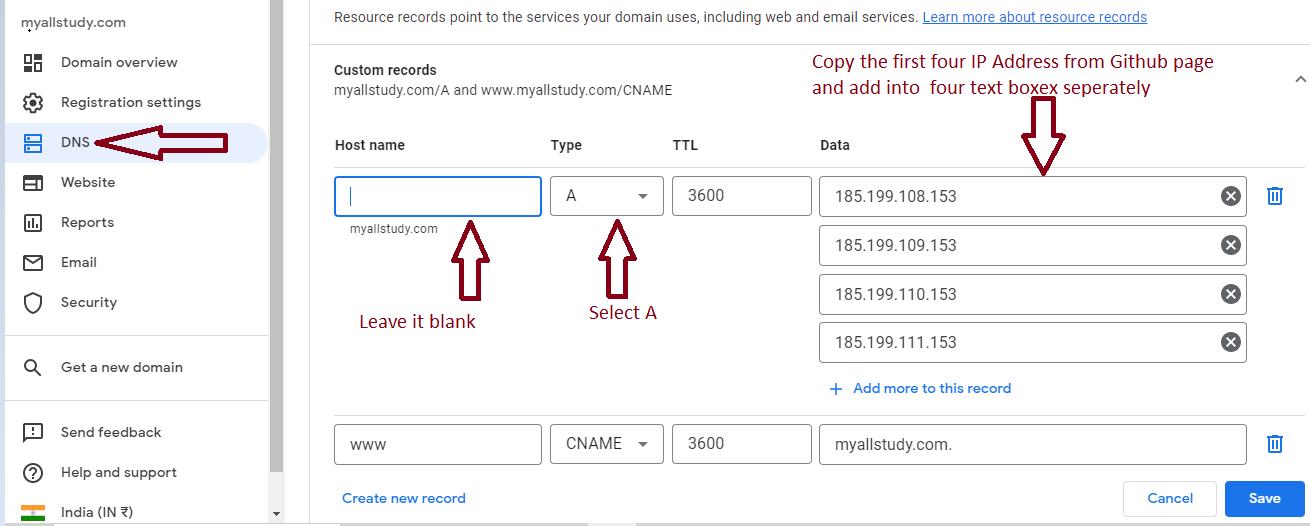 myallstudy.com
Domain overview
Registration settings
DNS
Website
Reports
Email
Security
Get a new domain
Send feedback
Help and support
India (IN ₹)
Resource records point to the services your domain uses, including web and email services. Learn more about resource records
Custom records
myallstudy.com/A and www.myallstudy.com/CNAME
Copy the first four IP Address from Github page
and add into four text boxex seperately
Host name Type TTL Data
A 3600 185.199.108.153
myallstudy.com
185.199.109.153
185.199.110.153
185.199.111.153
Leave it blank
Select A
Add more to this record
www CNAME 3600 myallstudy.com.
Create new record
Cancel Save